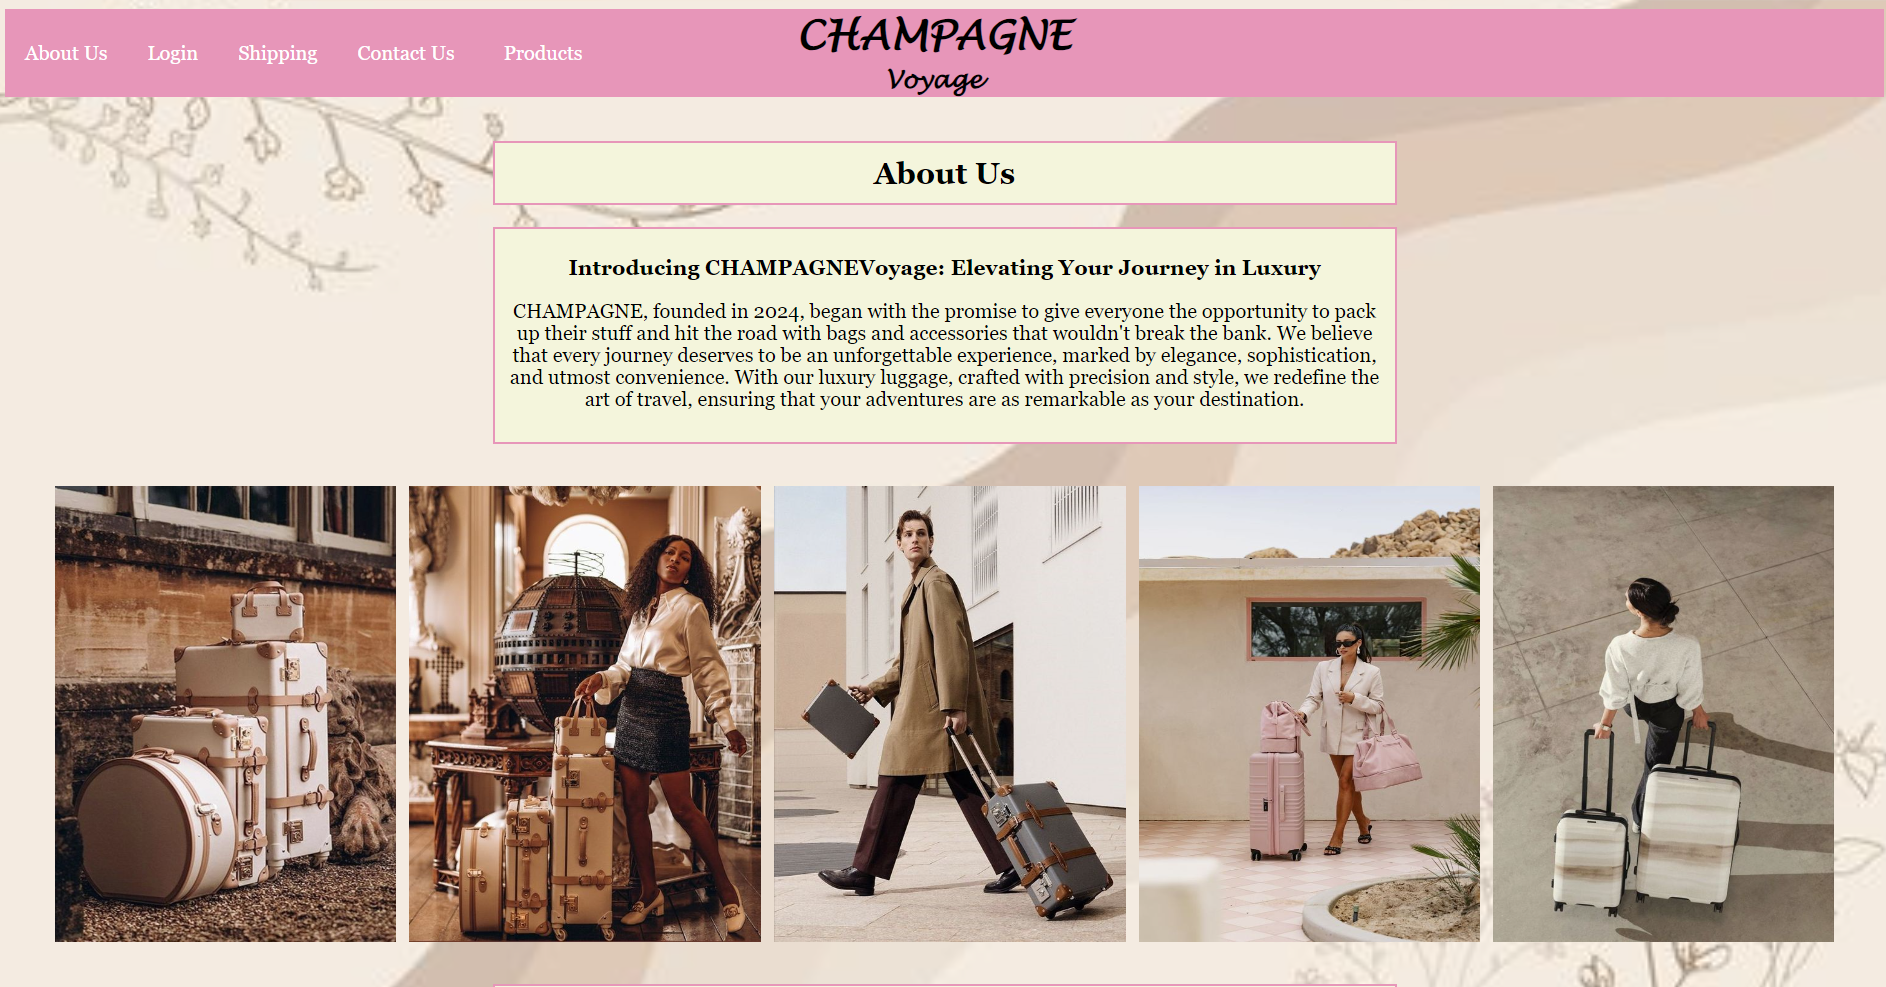 About Us Login Shipping Contact Us Products
CHAMPAGNE
Voyage
About Us
Introducing CHAMPAGNEVoyage: Elevating Your Journey in Luxury
CHAMPAGNE, founded in 2024, began with the promise to give everyone the opportunity to pack
up their stuff and hit the road with bags and accessories that wouldn't break the bank. We believe
that every journey deserves to be an unforgettable experience, marked by elegance, sophistication,
and utmost convenience. With our luxury luggage, crafted with precision and style, we redefine the
art of travel, ensuring that your adventures are as remarkable as your destination.